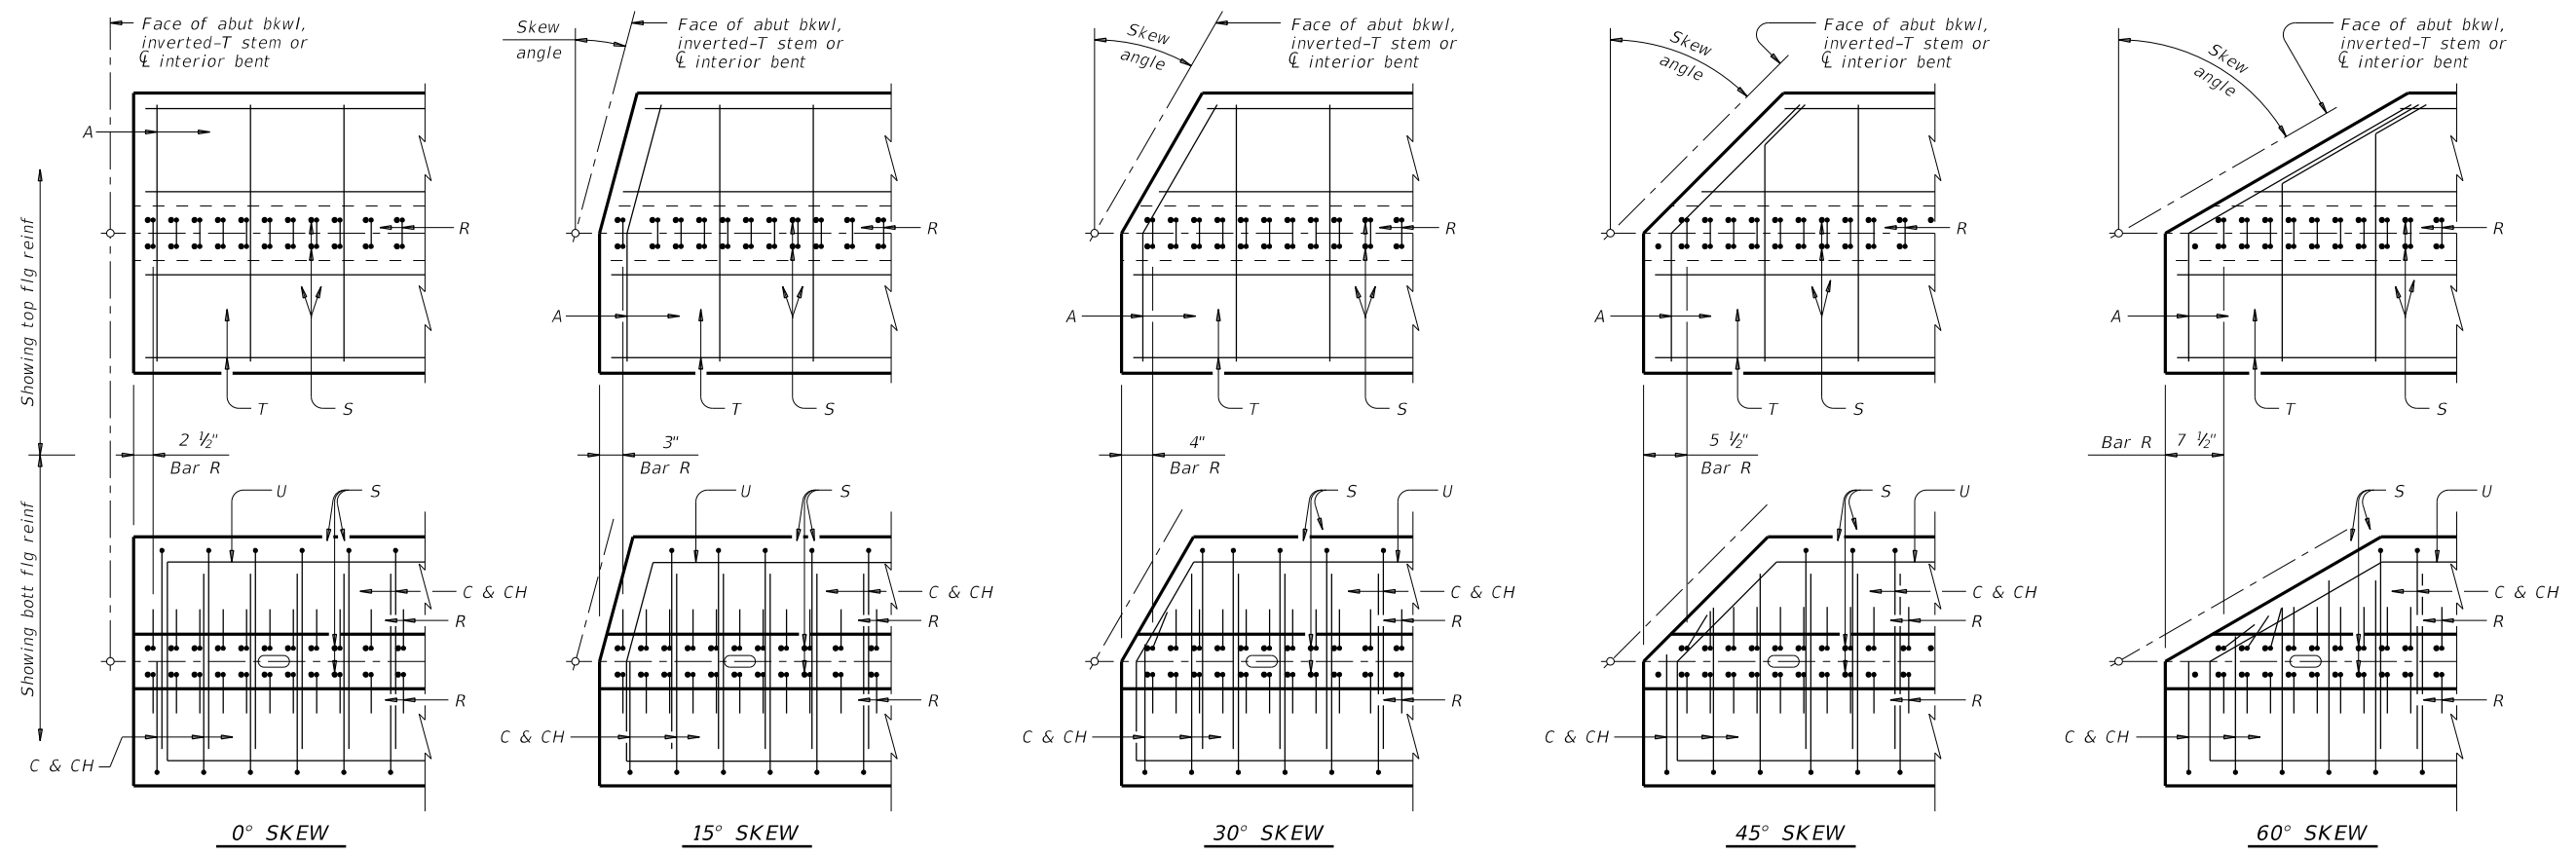 Face of abut bkwl,
inverted-T stem or
℄ interior bent
Skew
angle
Face of abut bkwl,
inverted-T stem or
℄ interior bent
Skew
angle
Face of abut bkwl,
inverted-T stem or
℄ interior bent
Skew
angle
Face of abut bkwl,
inverted-T stem or
℄ interior bent
Skew
angle
Face of abut bkwl,
inverted-T stem or
℄ interior bent
Showing top flg reinf
A
R
T
S
A
R
T
S
A
R
T
S
A
R
T
S
A
R
T
S
2 ½"
Bar R
3"
Bar R
4"
Bar R
5 ½"
Bar R
Bar R
7 ½"
Showing bott flg reinf
U
S
C & CH
R
R
C & CH
U
S
C & CH
R
R
C & CH
S
U
C & CH
R
R
C & CH
S
U
C & CH
R
R
C & CH
S
U
C & CH
R
R
C & CH
0° SKEW
15° SKEW
30° SKEW
45° SKEW
60° SKEW